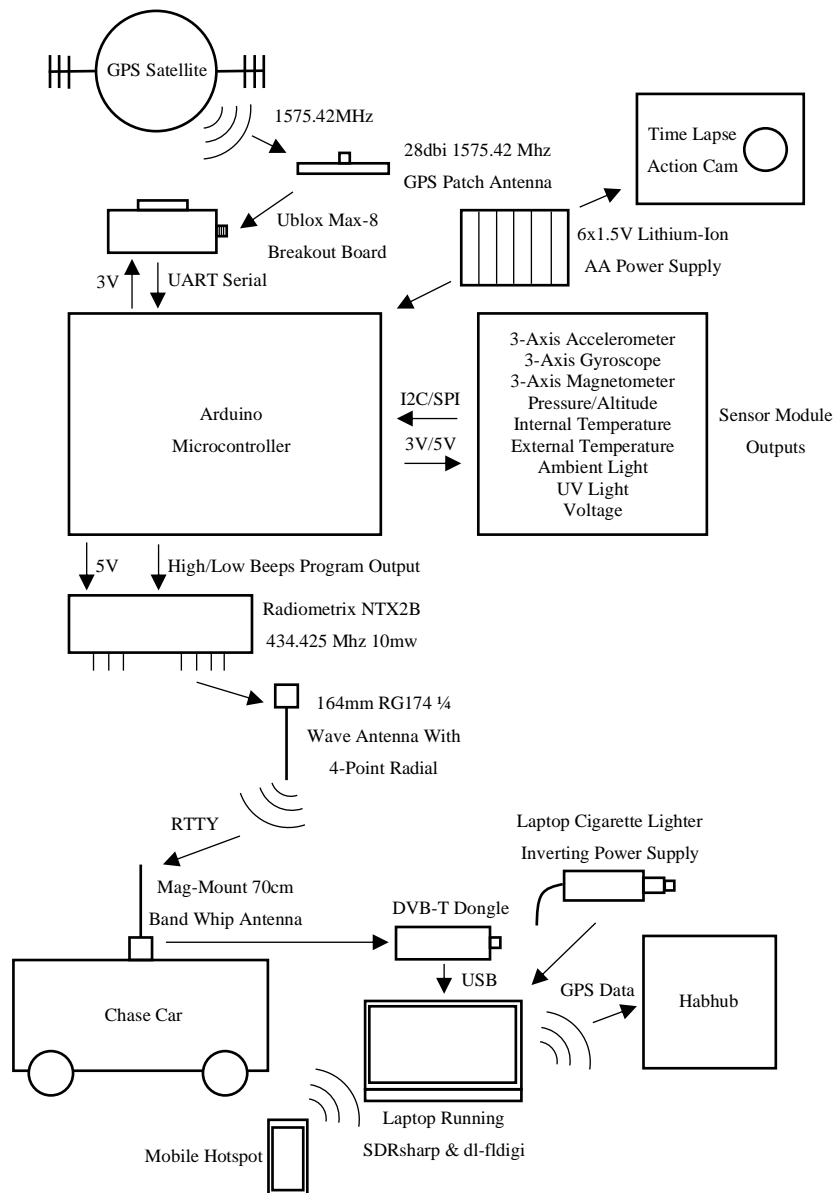 GPS Satellite
1575.42MHz
28dbi 1575.42 Mhz
GPS Patch Antenna
Time Lapse
Action Cam
Ublox Max-8
Breakout Board
6x1.5V Lithium-Ion
AA Power Supply
3V
UART Serial
Arduino
Microcontroller
I2C/SPI
3V/5V
3-Axis Accelerometer
3-Axis Gyroscope
3-Axis Magnetometer
Pressure/Altitude
Internal Temperature
External Temperature
Ambient Light
UV Light
Voltage
Sensor Module
Outputs
5V
High/Low Beeps Program Output
Radiometrix NTX2B
434.425 Mhz 10mw
164mm RG174 ¼
Wave Antenna With
4-Point Radial
RTTY
Mag-Mount 70cm
Band Whip Antenna
Laptop Cigarette Lighter
Inverting Power Supply
DVB-T Dongle
USB
GPS Data
Habhub
Chase Car
Laptop Running
SDRsharp & dl-fldigi
Mobile Hotspot